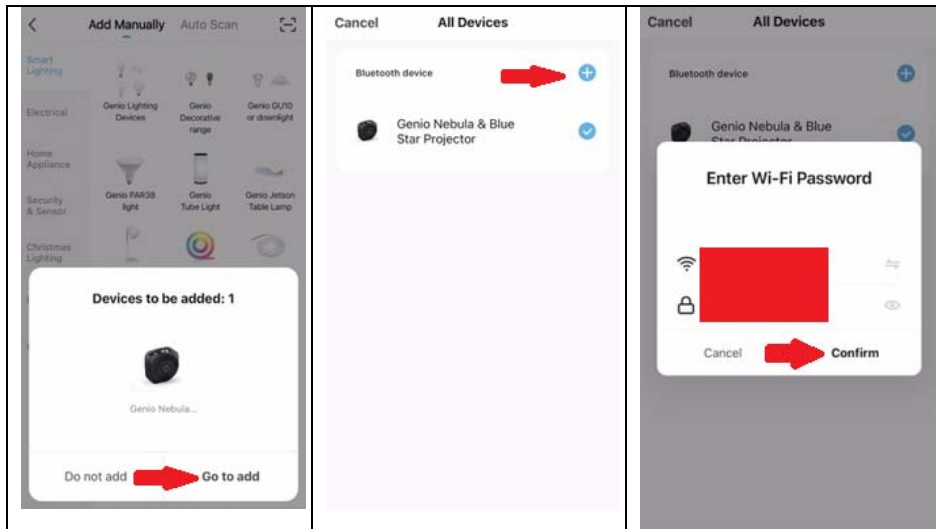 Add Manually Auto Scan
Smart
Lighting
Electrical
Home
Appliance
Security
& Sensor
Christmas
Lighting
Genio Lighting
Devices
Genio
Decorative
range
Genio GU10
or downlight
Genio PAR38
light
Genio
Tube Light
Genio Jetson
Table Lamp
Devices to be added: 1
Genio Nebula...
Do not add Go to add
Cancel All Devices
Bluetooth device
Genio Nebula & Blue
Star Projector
Cancel All Devices
Bluetooth device
Genio Nebula & Blue
Star Projector
Enter Wi-Fi Password
Cancel Confirm